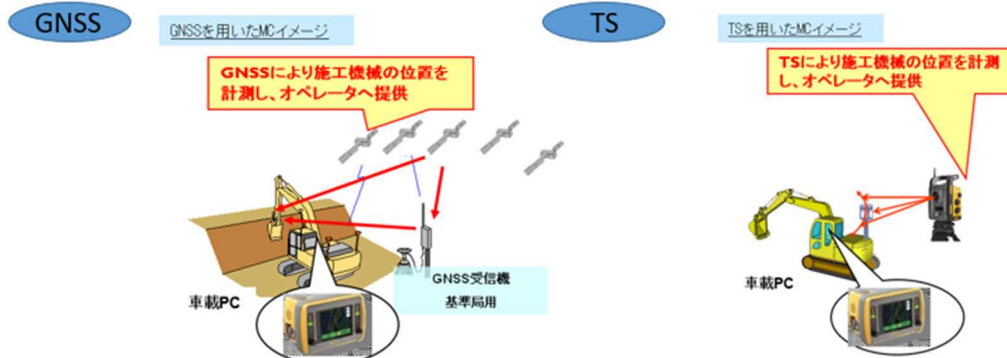 GNSS
GNSSを用いたMCイメージ
GNSSにより施工機械の位置を
計測し、オペレータへ提供
車載PC
GNSS受信機
基準局用
TS
TSを用いたMCイメージ
TSにより施工機械の位置を計測
し、オペレータへ提供
車載PC